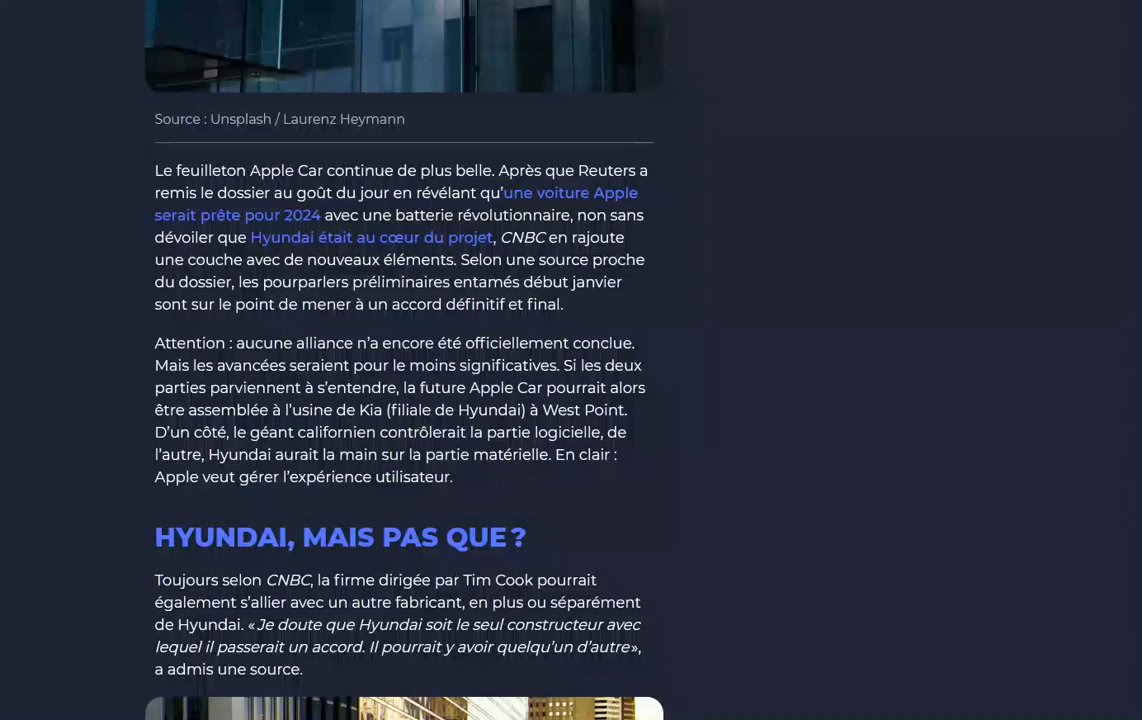 Source : Unsplash / Laurenz Heymann
Le feuilleton Apple Car continue de plus belle. Après que Reuters a
remis le dossier au goût du jour en révélant qu’une voiture Apple
serait prête pour 2024 avec une batterie révolutionnaire, non sans
dévoiler que Hyundai était au cœur du projet, CNBC en rajoute
une couche avec de nouveaux éléments. Selon une source proche
du dossier, les pourparlers préliminaires entamés début janvier
sont sur le point de mener à un accord définitif et final.
Attention : aucune alliance n’a encore été officiellement conclue.
Mais les avancées seraient pour le moins significatives. Si les deux
parties parviennent à s’entendre, la future Apple Car pourrait alors
être assemblée à l’usine de Kia (filiale de Hyundai) à West Point.
D’un côté, le géant californien contrôlerait la partie logicielle, de
l’autre, Hyundai aurait la main sur la partie matérielle. En clair :
Apple veut gérer l’expérience utilisateur.
HYUNDAI, MAIS PAS QUE ?
Toujours selon CNBC, la firme dirigée par Tim Cook pourrait
également s’allier avec un autre fabricant, en plus ou séparément
de Hyundai. « Je doute que Hyundai soit le seul constructeur avec
lequel il passerait un accord. Il pourrait y avoir quelqu’un d’autre »,
a admis une source.